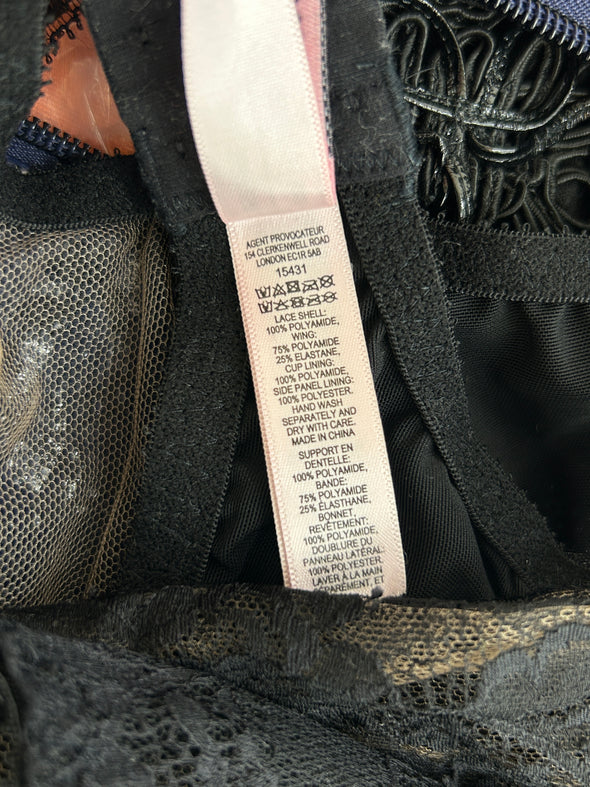 AGENT PROVOCATEUR
154 CLERKENWELL ROAD
LONDON EC1R 5AB
15431
LACE SHELL:
100% POLYAMIDE,
WING:
75% POLYAMIDE
25% ELASTANE,
CUP LINING:
100% POLYAMIDE,
SIDE PANEL LINING:
100% POLYESTER.
HAND WASH
SEPARATELY AND
DRY WITH CARE.
MADE IN CHINA
SUPPORT EN
DENTELLE:
100% POLYAMIDE,
BANDE:
75% POLYAMIDE
25% ÉLASTHANE,
BONNET,
REVÊTEMENT:
100% POLYAMIDE,
DOUBLURE DU
PANNEAU LATÉRAL:
100% POLYESTER.
LAVER À LA MAIN
SÉPARÉMENT, ET